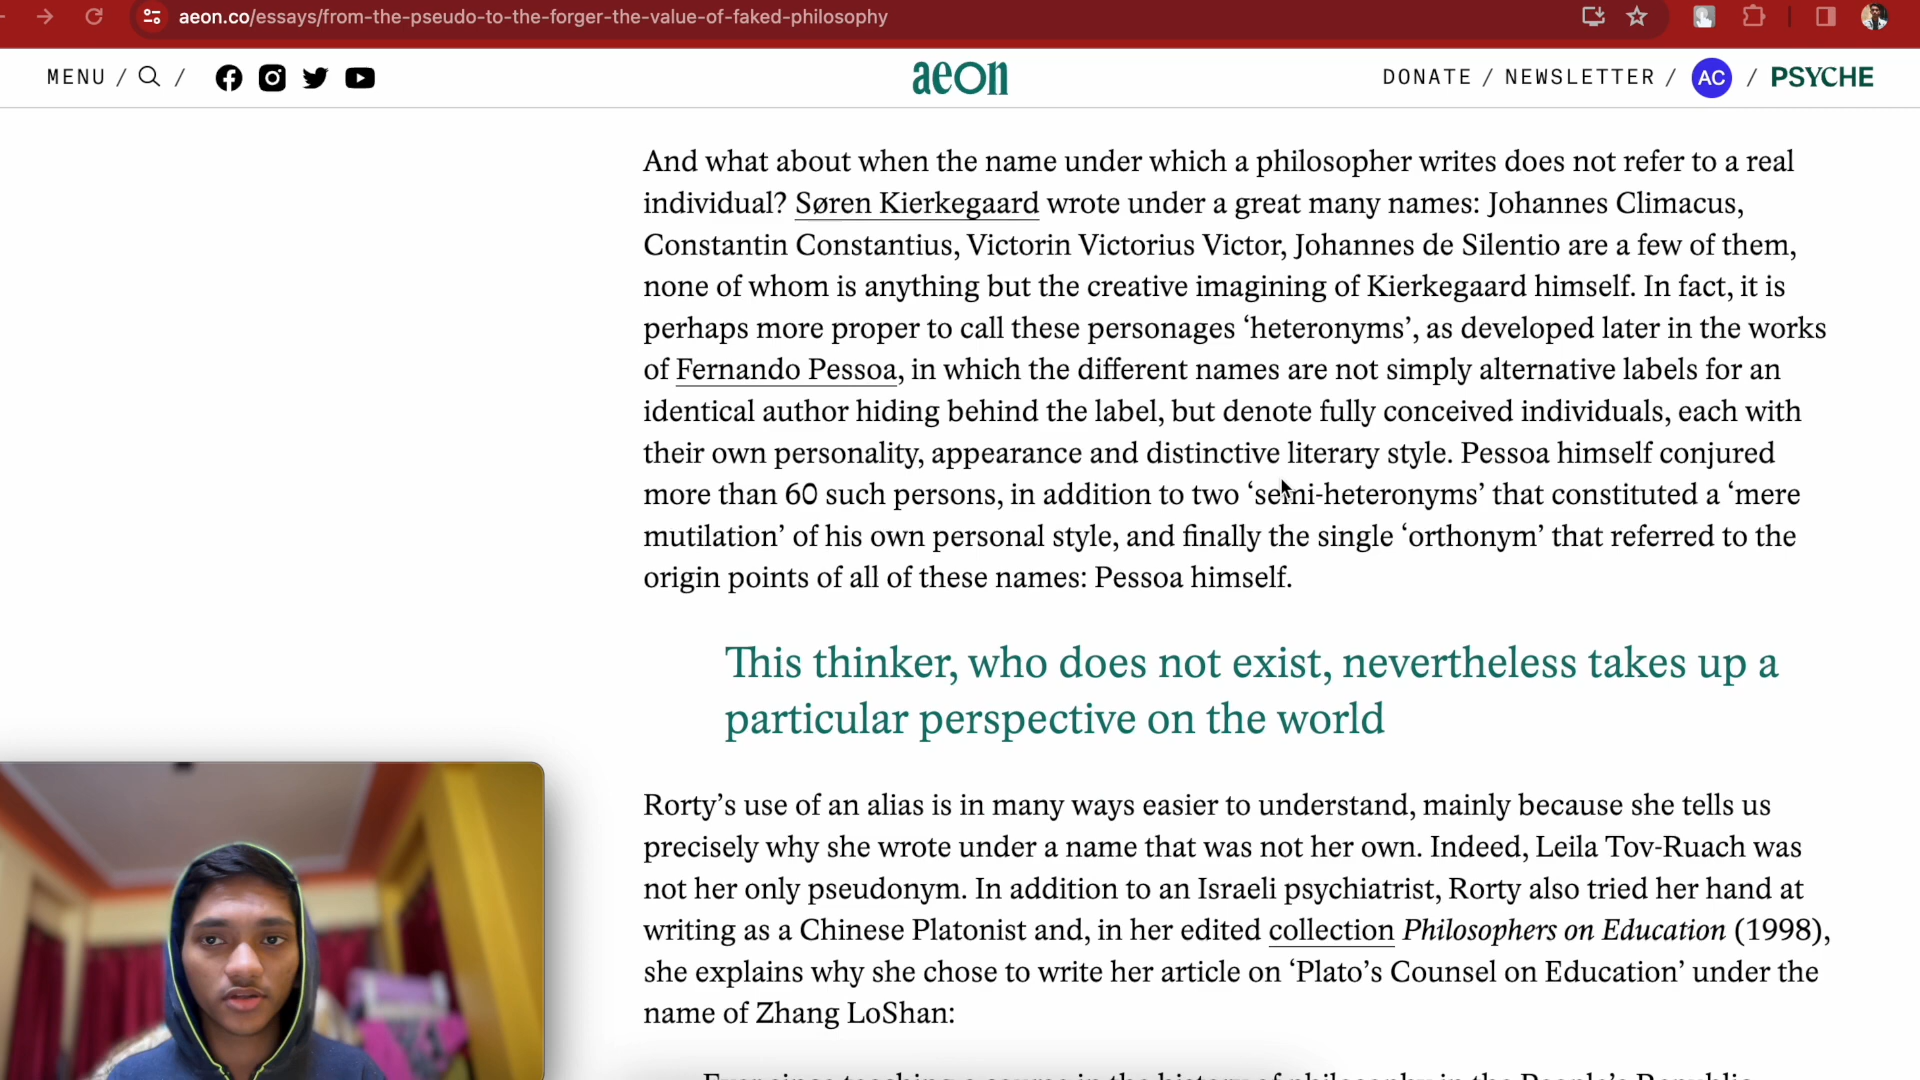 aeon.co/essays/from-the-pseudo-to-the-forger-the-value-of-faked-philosophy
MENU / /
aeon
DONATE / NEWSLETTER / AC / PSYCHE
And what about when the name under which a philosopher writes does not refer to a real
individual? Søren Kierkegaard wrote under a great many names: Johannes Climacus,
Constantin Constantius, Victorin Victorius Victor, Johannes de Silentio are a few of them,
none of whom is anything but the creative imagining of Kierkegaard himself. In fact, it is
perhaps more proper to call these personages ‘heteronyms’, as developed later in the works
of Fernando Pessoa, in which the different names are not simply alternative labels for an
identical author hiding behind the label, but denote fully conceived individuals, each with
their own personality, appearance and distinctive literary style. Pessoa himself conjured
more than 60 such persons, in addition to two ‘semi-heteronyms’ that constituted a ‘mere
mutilation’ of his own personal style, and finally the single ‘orthonym’ that referred to the
origin points of all of these names: Pessoa himself.
This thinker, who does not exist, nevertheless takes up a
particular perspective on the world
Rorty’s use of an alias is in many ways easier to understand, mainly because she tells us
precisely why she wrote under a name that was not her own. Indeed, Leila Tov-Ruach was
not her only pseudonym. In addition to an Israeli psychiatrist, Rorty also tried her hand at
writing as a Chinese Platonist and, in her edited collection Philosophers on Education (1998),
she explains why she chose to write her article on ‘Plato’s Counsel on Education’ under the
name of Zhang LoShan:
Ever since teaching a course in the history of philosophy in the People’s Republic